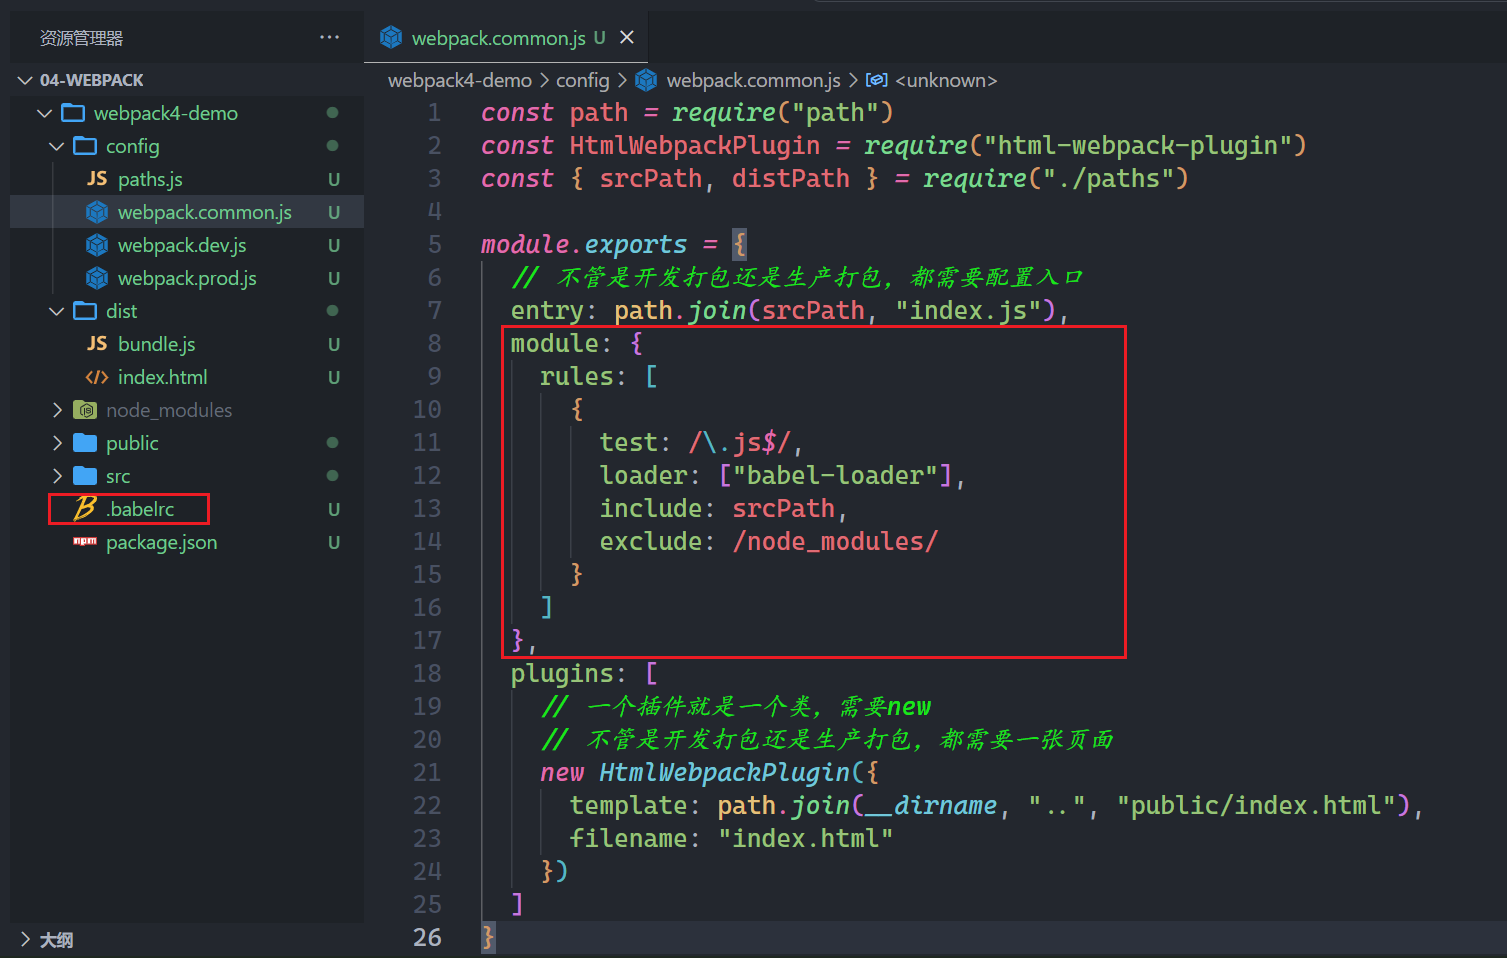 资源管理器 ···
04-WEBPACK
webpack4-demo
config
JS paths.js U
webpack.common.js U
webpack.dev.js U
webpack.prod.js U
dist
JS bundle.js U
</> index.html U
node_modules
public
src
.babelrc U
npm package.json U
大纲
webpack.common.js U ×
webpack4-demo > config > webpack.common.js > <unknown>
1 const path = require("path")
2 const HtmlWebpackPlugin = require("html-webpack-plugin")
3 const { srcPath, distPath } = require("./paths")
4
5 module.exports = {
6 // 不管是开发打包还是生产打包，都需要配置入口
7 entry: path.join(srcPath, "index.js"),
8 module: {
9 rules: [
10 {
11 test: /\.js$/,
12 loader: ["babel-loader"],
13 include: srcPath,
14 exclude: /node_modules/
15 }
16 ]
17 },
18 plugins: [
19 // 一个插件就是一个类，需要new
20 // 不管是开发打包还是生产打包，都需要一张页面
21 new HtmlWebpackPlugin({
22 template: path.join(__dirname, "..", "public/index.html"),
23 filename: "index.html"
24 })
25 ]
26 }